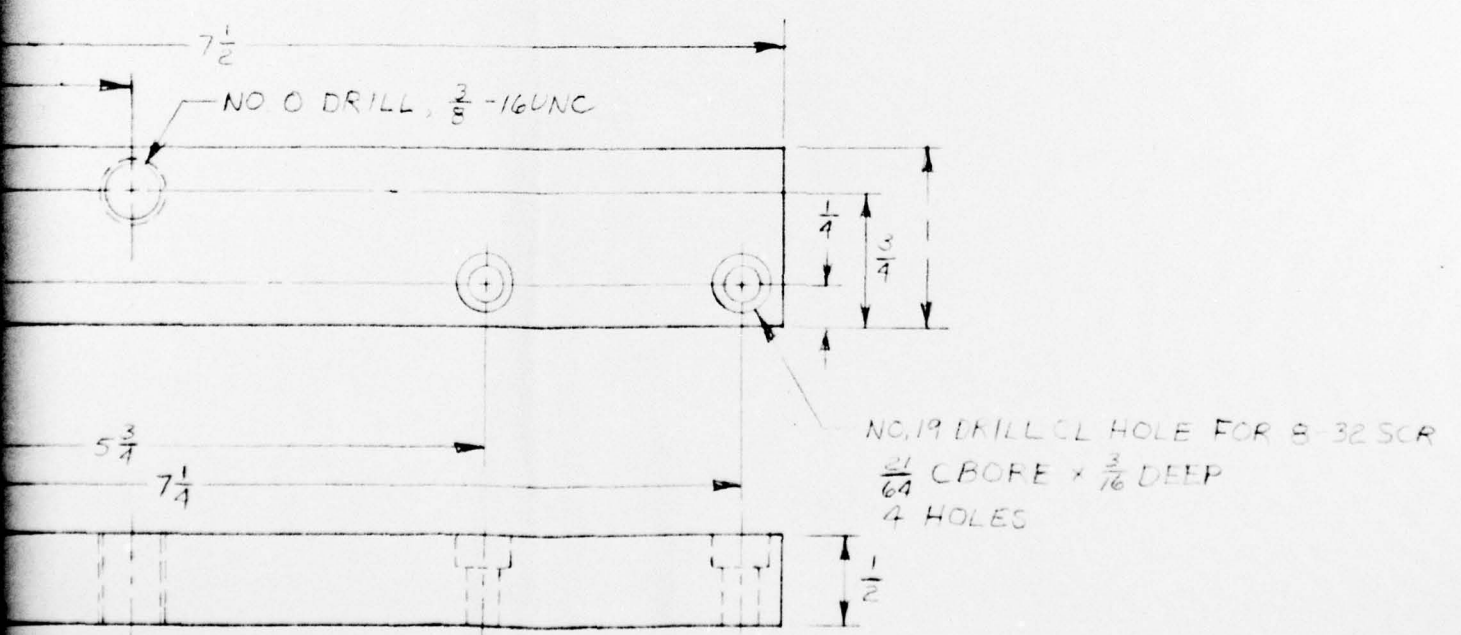 7 1/2
NO. O DRILL, 3/8 -16UNC
1/4
3/4
1
5 3/4
7 1/4
NO. 19 DRILL CL HOLE FOR 8-32 SCR
21/64 CBORE × 3/16 DEEP
4 HOLES
1/2